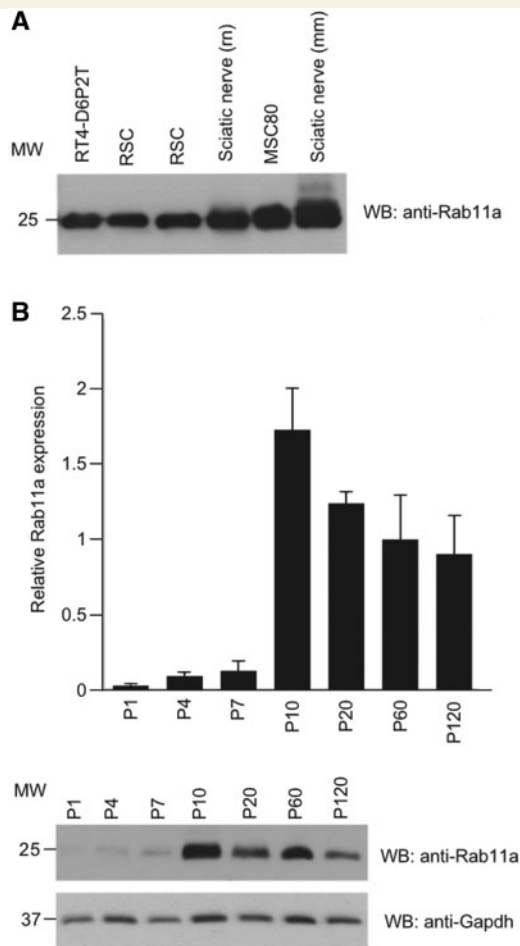 A
MW
RT4-D6P2T
RSC
RSC
Sciatic nerve (rn)
MSC80
Sciatic nerve (mm)
25
WB: anti-Rab11a
B
Relative Rab11a expression
2.5
2
1.5
1
0.5
0
P1
P4
P7
P10
P20
P60
P120
MW
P1
P4
P7
P10
P20
P60
P120
25
WB: anti-Rab11a
37
WB: anti-Gapdh